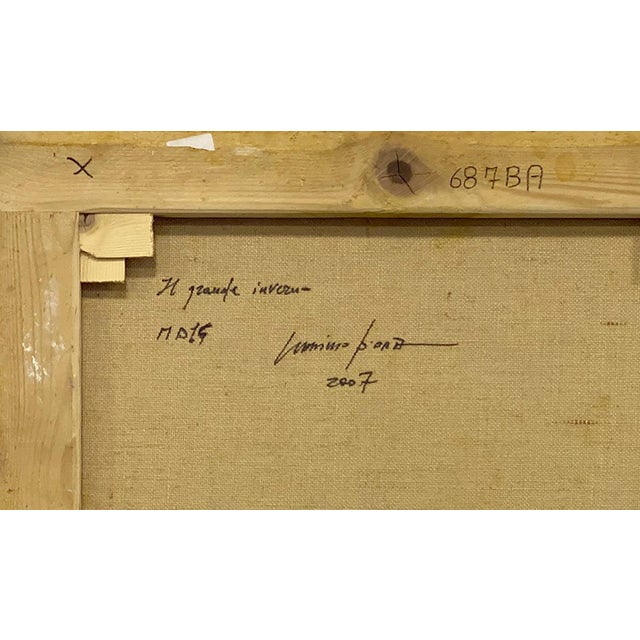 X
687BA
Il grande inverno
MD15
2007